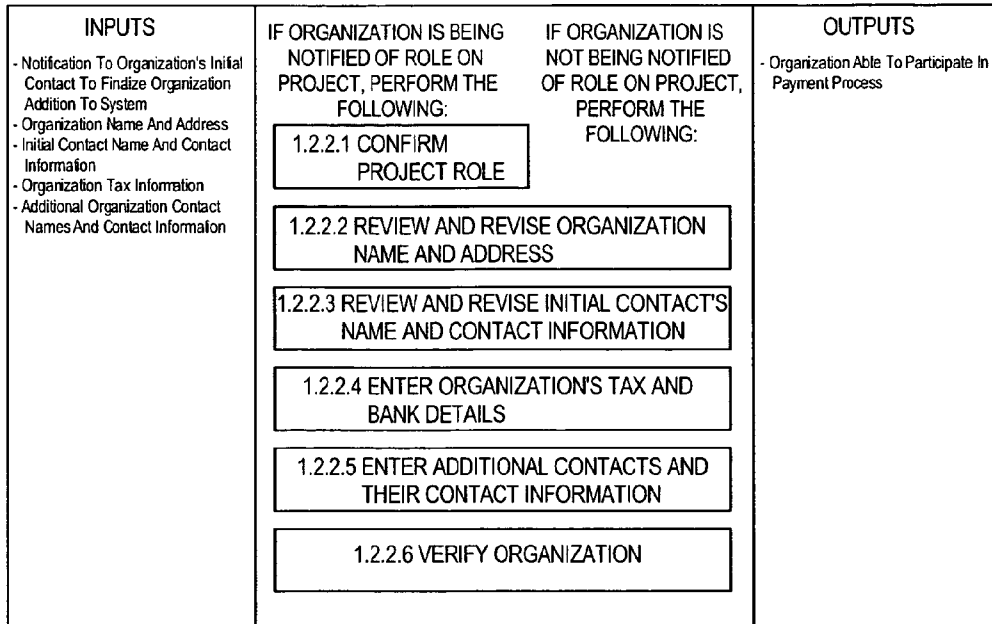 INPUTS
- Notification To Organization's Initial
Contact To Finalize Organization
Addition To System
- Organization Name And Address
- Initial Contact Name And Contact
Information
- Organization Tax Information
- Additional Organization Contact
Names And Contact Information
IF ORGANIZATION IS BEING
NOTIFIED OF ROLE ON
PROJECT, PERFORM THE
FOLLOWING:
IF ORGANIZATION IS
NOT BEING NOTIFIED
OF ROLE ON PROJECT,
PERFORM THE
FOLLOWING:
1.2.2.1 CONFIRM
PROJECT ROLE
1.2.2.2 REVIEW AND REVISE ORGANIZATION
NAME AND ADDRESS
1.2.2.3 REVIEW AND REVISE INITIAL CONTACT'S
NAME AND CONTACT INFORMATION
1.2.2.4 ENTER ORGANIZATION'S TAX AND
BANK DETAILS
1.2.2.5 ENTER ADDITIONAL CONTACTS AND
THEIR CONTACT INFORMATION
1.2.2.6 VERIFY ORGANIZATION
OUTPUTS
- Organization Able To Participate In
Payment Process